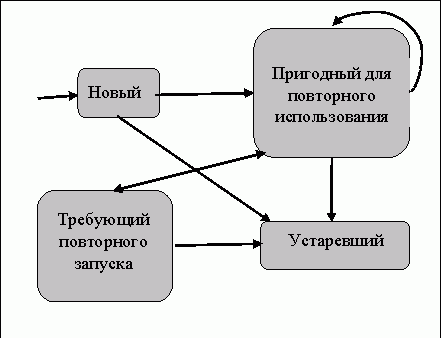 Новый
Пригодный для
повторного
использования
Требующий
повторного
запуска
Устаревший